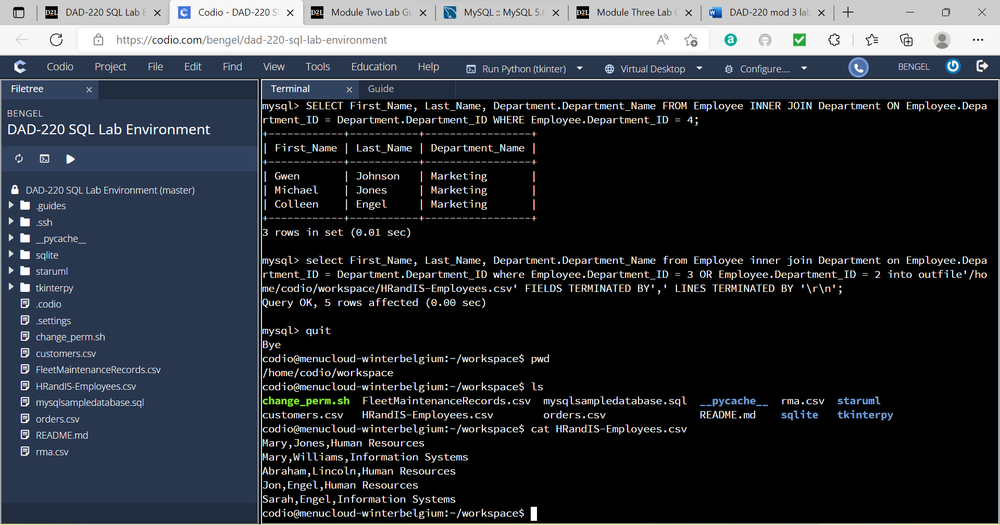 DAD-220 SQL Lab E
Codio - DAD-220 S
Module Two Lab Gu
MySQL :: MySQL 5.6
Module Three Lab
DAD-220 mod 3 lab
https://codio.com/bengel/dad-220-sql-lab-environment
Codio Project File Edit Find View Tools Education Help Run Python (tkinter) Virtual Desktop Configure.... BENGEL
Filetree
BENGEL
DAD-220 SQL Lab Environment
DAD-220 SQL Lab Environment (master)
.guides
.ssh
__pycache__
sqlite
staruml
tkinterpy
.codio
.settings
change_perm.sh
customers.csv
FleetMaintenanceRecords.csv
HRandIS-Employees.csv
mysqlsampledatabase.sql
orders.csv
README.md
rma.csv
Terminal Guide
mysql> SELECT First_Name, Last_Name, Department.Department_Name FROM Employee INNER JOIN Department ON Employee.Depa
rtment_ID = Department.Department_ID WHERE Employee.Department_ID = 4;
+------------+-----------+-----------------+
| First_Name | Last_Name | Department_Name |
+------------+-----------+-----------------+
| Gwen       | Johnson   | Marketing       |
| Michael    | Jones     | Marketing       |
| Colleen    | Engel     | Marketing       |
+------------+-----------+-----------------+
3 rows in set (0.01 sec)
mysql> select First_Name, Last_Name, Department.Department_Name from Employee inner join Department on Employee.Depa
rtment_ID = Department.Department_ID where Employee.Department_ID = 3 OR Employee.Department_ID = 2 into outfile'/ho
me/codio/workspace/HRandIS-Employees.csv' FIELDS TERMINATED BY',' LINES TERMINATED BY '\r\n';
Query OK, 5 rows affected (0.00 sec)
mysql> quit
Bye
codio@menucloud-winterbelgium:~/workspace$ pwd
/home/codio/workspace
codio@menucloud-winterbelgium:~/workspace$ ls
change_perm.sh  FleetMaintenanceRecords.csv  mysqlsampledatabase.sql  __pycache__  rma.csv  staruml
customers.csv   HRandIS-Employees.csv        orders.csv               README.md    sqlite   tkinterpy
codio@menucloud-winterbelgium:~/workspace$ cat HRandIS-Employees.csv
Mary,Jones,Human Resources
Mary,Williams,Information Systems
Abraham,Lincoln,Human Resources
Jon,Engel,Human Resources
Sarah,Engel,Information Systems
codio@menucloud-winterbelgium:~/workspace$